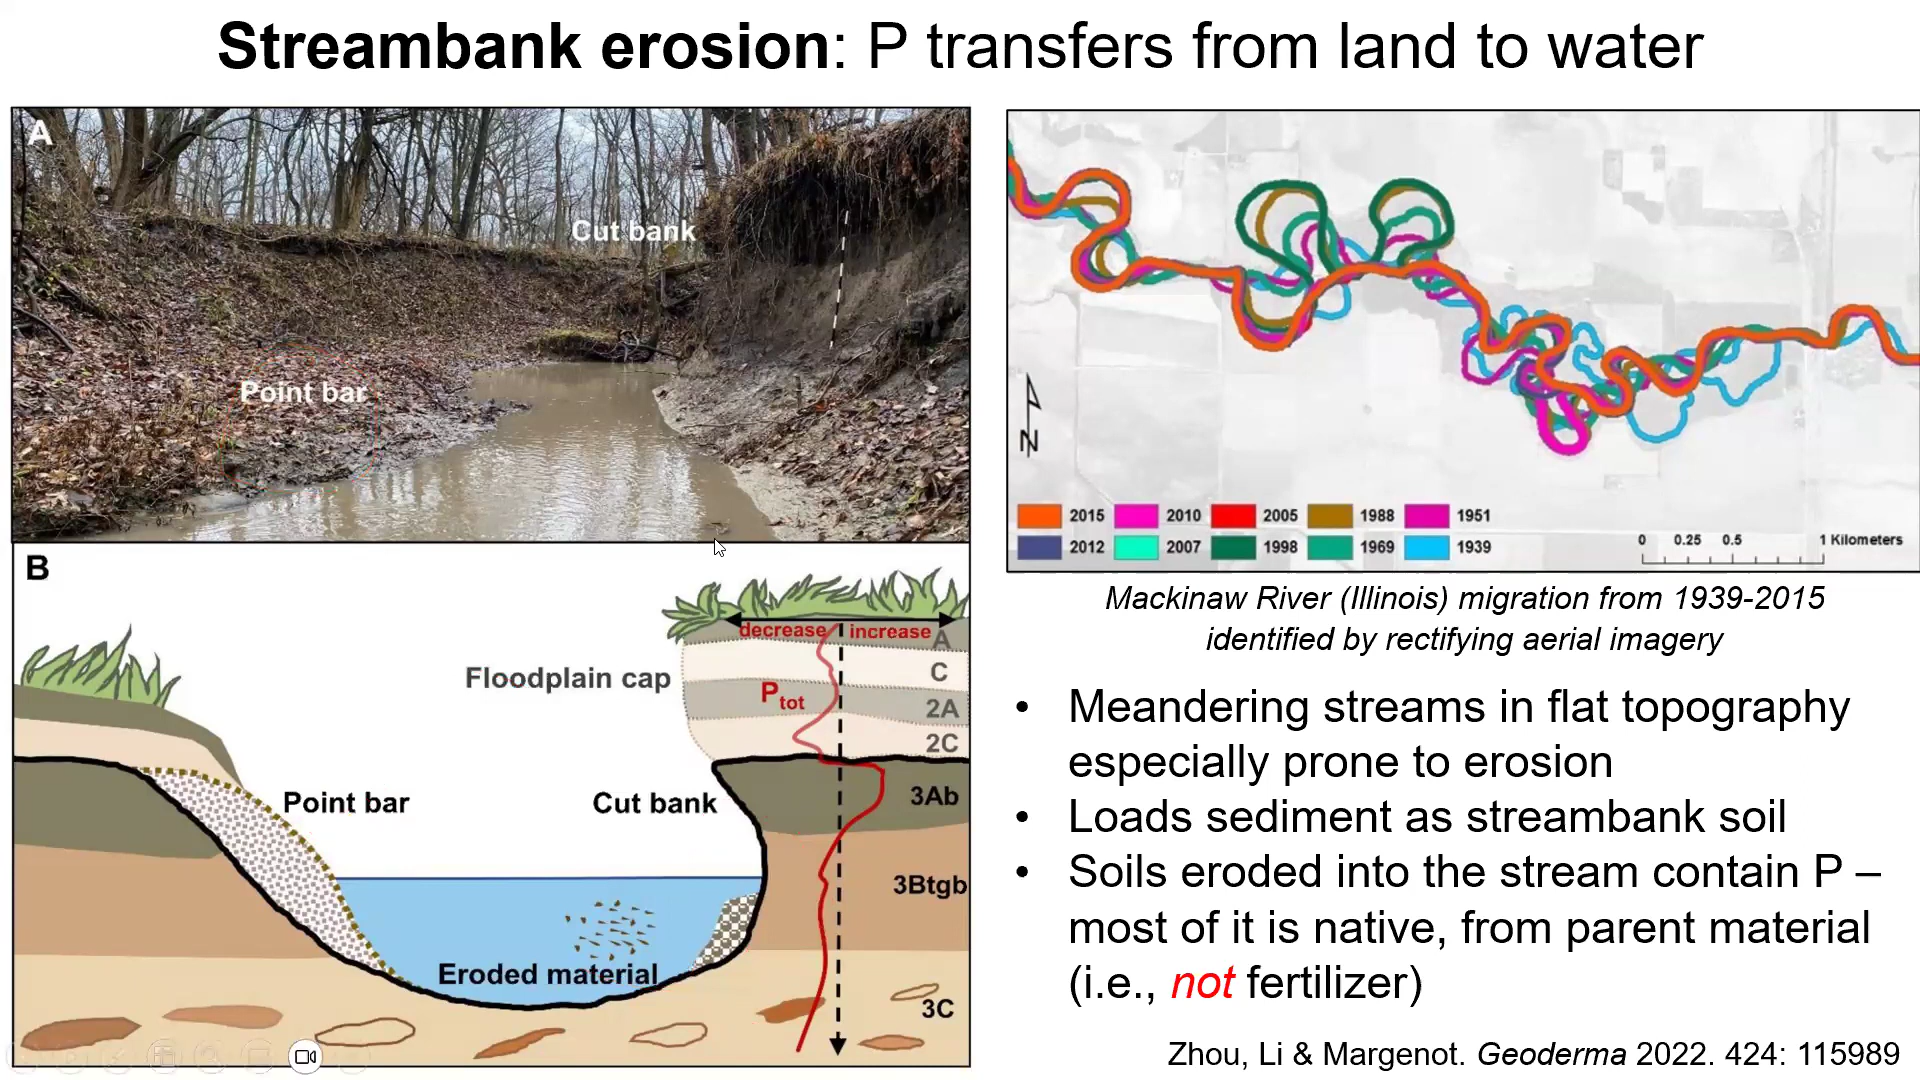 Streambank erosion: P transfers from land to water
A
Cut bank
Point bar
B
decrease increase
A
Floodplain cap
C
Ptot
2A
2C
Point bar
Cut bank
3Ab
3Btgb
Eroded material
3C
N
2015 2010 2005 1988 1951
2012 2007 1998 1969 1939
0 0.25 0.5 1 Kilometers
Mackinaw River (Illinois) migration from 1939-2015
identified by rectifying aerial imagery
• Meandering streams in flat topography
especially prone to erosion
• Loads sediment as streambank soil
• Soils eroded into the stream contain P –
most of it is native, from parent material
(i.e., not fertilizer)
Zhou, Li & Margenot. Geoderma 2022. 424: 115989